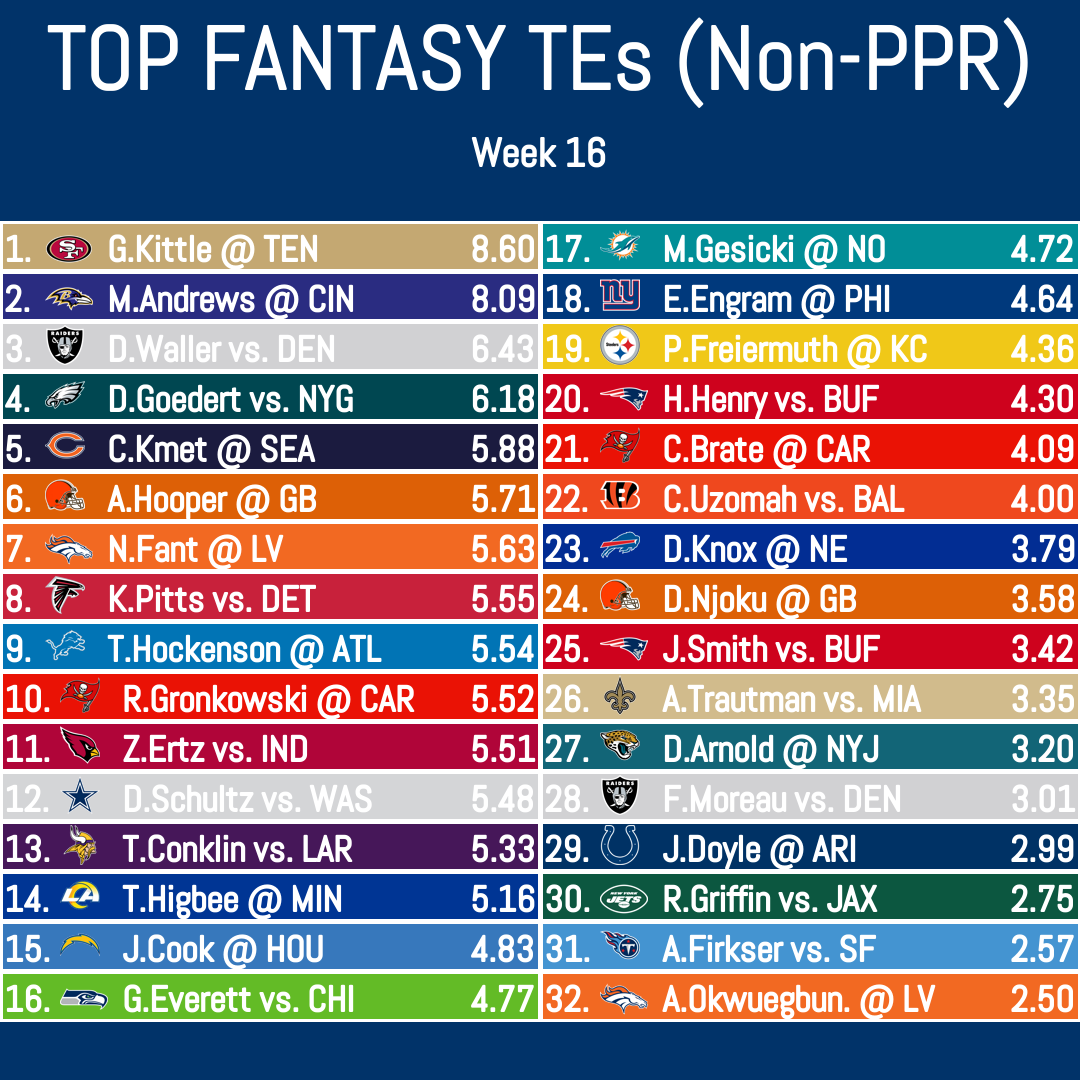 TOP FANTASY TEs (Non-PPR)
Week 16
1. G.Kittle @ TEN 8.60
2. M.Andrews @ CIN 8.09
3. RAIDERS D.Waller vs. DEN 6.43
4. D.Goedert vs. NYG 6.18
5. C.Kmet @ SEA 5.88
6. A.Hooper @ GB 5.71
7. N.Fant @ LV 5.63
8. K.Pitts vs. DET 5.55
9. T.Hockenson @ ATL 5.54
10. R.Gronkowski @ CAR 5.52
11. Z.Ertz vs. IND 5.51
12. D.Schultz vs. WAS 5.48
13. T.Conklin vs. LAR 5.33
14. LA T.Higbee @ MIN 5.16
15. J.Cook @ HOU 4.83
16. G.Everett vs. CHI 4.77
17. M.Gesicki @ NO 4.72
18. ny E.Engram @ PHI 4.64
19. Steelers P.Freiermuth @ KC 4.36
20. H.Henry vs. BUF 4.30
21. C.Brate @ CAR 4.09
22. C.Uzomah vs. BAL 4.00
23. D.Knox @ NE 3.79
24. D.Njoku @ GB 3.58
25. J.Smith vs. BUF 3.42
26. A.Trautman vs. MIA 3.35
27. D.Arnold @ NYJ 3.20
28. RAIDERS F.Moreau vs. DEN 3.01
29. J.Doyle @ ARI 2.99
30. NEW YORK JETS R.Griffin vs. JAX 2.75
31. T A.Firkser vs. SF 2.57
32. A.Okwuegbun. @ LV 2.50